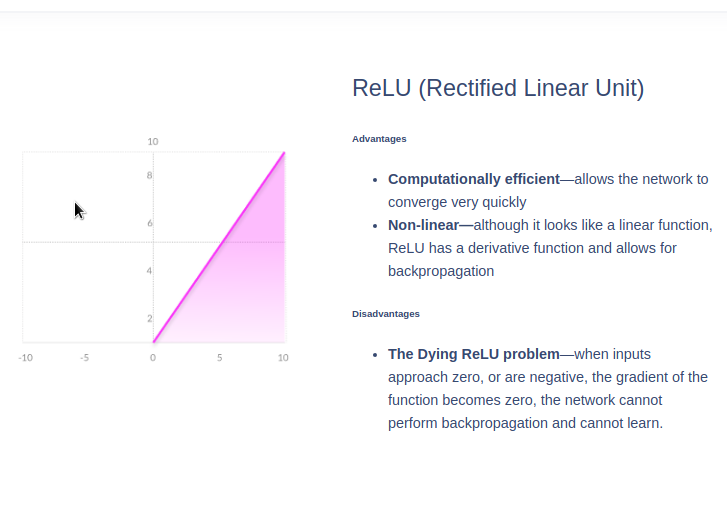 ReLU (Rectified Linear Unit)
Advantages
• Computationally efficient—allows the network to
converge very quickly
• Non-linear—although it looks like a linear function,
ReLU has a derivative function and allows for
backpropagation
Disadvantages
• The Dying ReLU problem—when inputs
approach zero, or are negative, the gradient of the
function becomes zero, the network cannot
perform backpropagation and cannot learn.
10
8
6
4
2
-10 -5 0 5 10